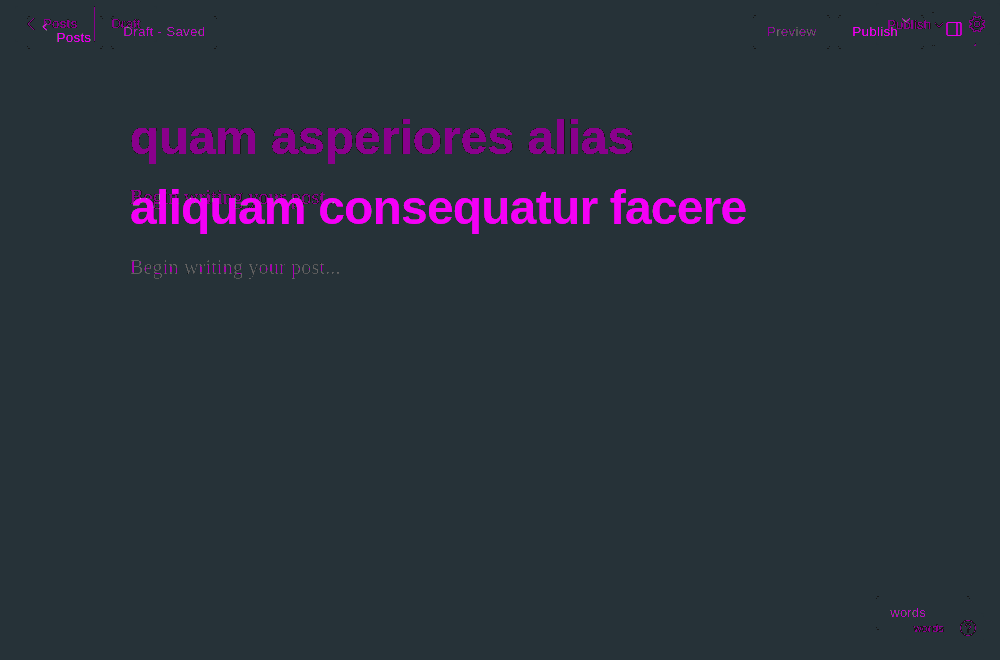 Posts Draft Publish
Posts Draft - Saved Preview Publish
quam asperiores alias
Begin writing your post...
aliquam consequatur facere
Begin writing your post...
words
words